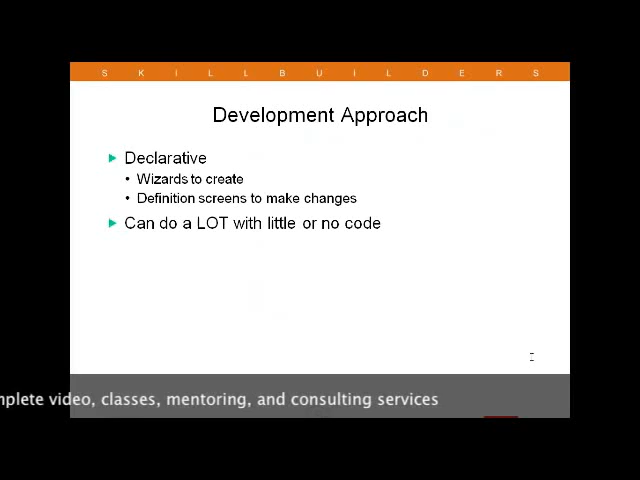 S K I L L B U I L D E R S
Development Approach
Declarative
Wizards to create
Definition screens to make changes
Can do a LOT with little or no code
video, classes, mentoring, and consulting services